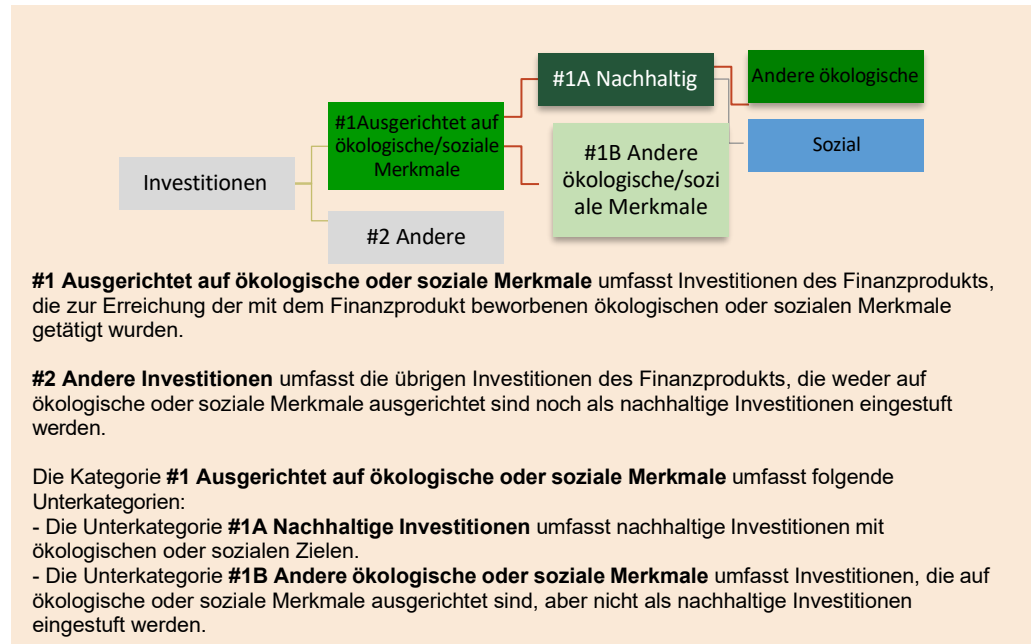 #1A Nachhaltig
Andere ökologische
#1Ausgerichtet auf
ökologische/soziale
Merkmale
Sozial
#1B Andere
ökologische/sozi
ale Merkmale
Investitionen
#2 Andere
#1 Ausgerichtet auf ökologische oder soziale Merkmale umfasst Investitionen des Finanzprodukts,
die zur Erreichung der mit dem Finanzprodukt beworbenen ökologischen oder sozialen Merkmale
getätigt wurden.
#2 Andere Investitionen umfasst die übrigen Investitionen des Finanzprodukts, die weder auf
ökologische oder soziale Merkmale ausgerichtet sind noch als nachhaltige Investitionen eingestuft
werden.
Die Kategorie #1 Ausgerichtet auf ökologische oder soziale Merkmale umfasst folgende
Unterkategorien:
- Die Unterkategorie #1A Nachhaltige Investitionen umfasst nachhaltige Investitionen mit
ökologischen oder sozialen Zielen.
- Die Unterkategorie #1B Andere ökologische oder soziale Merkmale umfasst Investitionen, die auf
ökologische oder soziale Merkmale ausgerichtet sind, aber nicht als nachhaltige Investitionen
eingestuft werden.